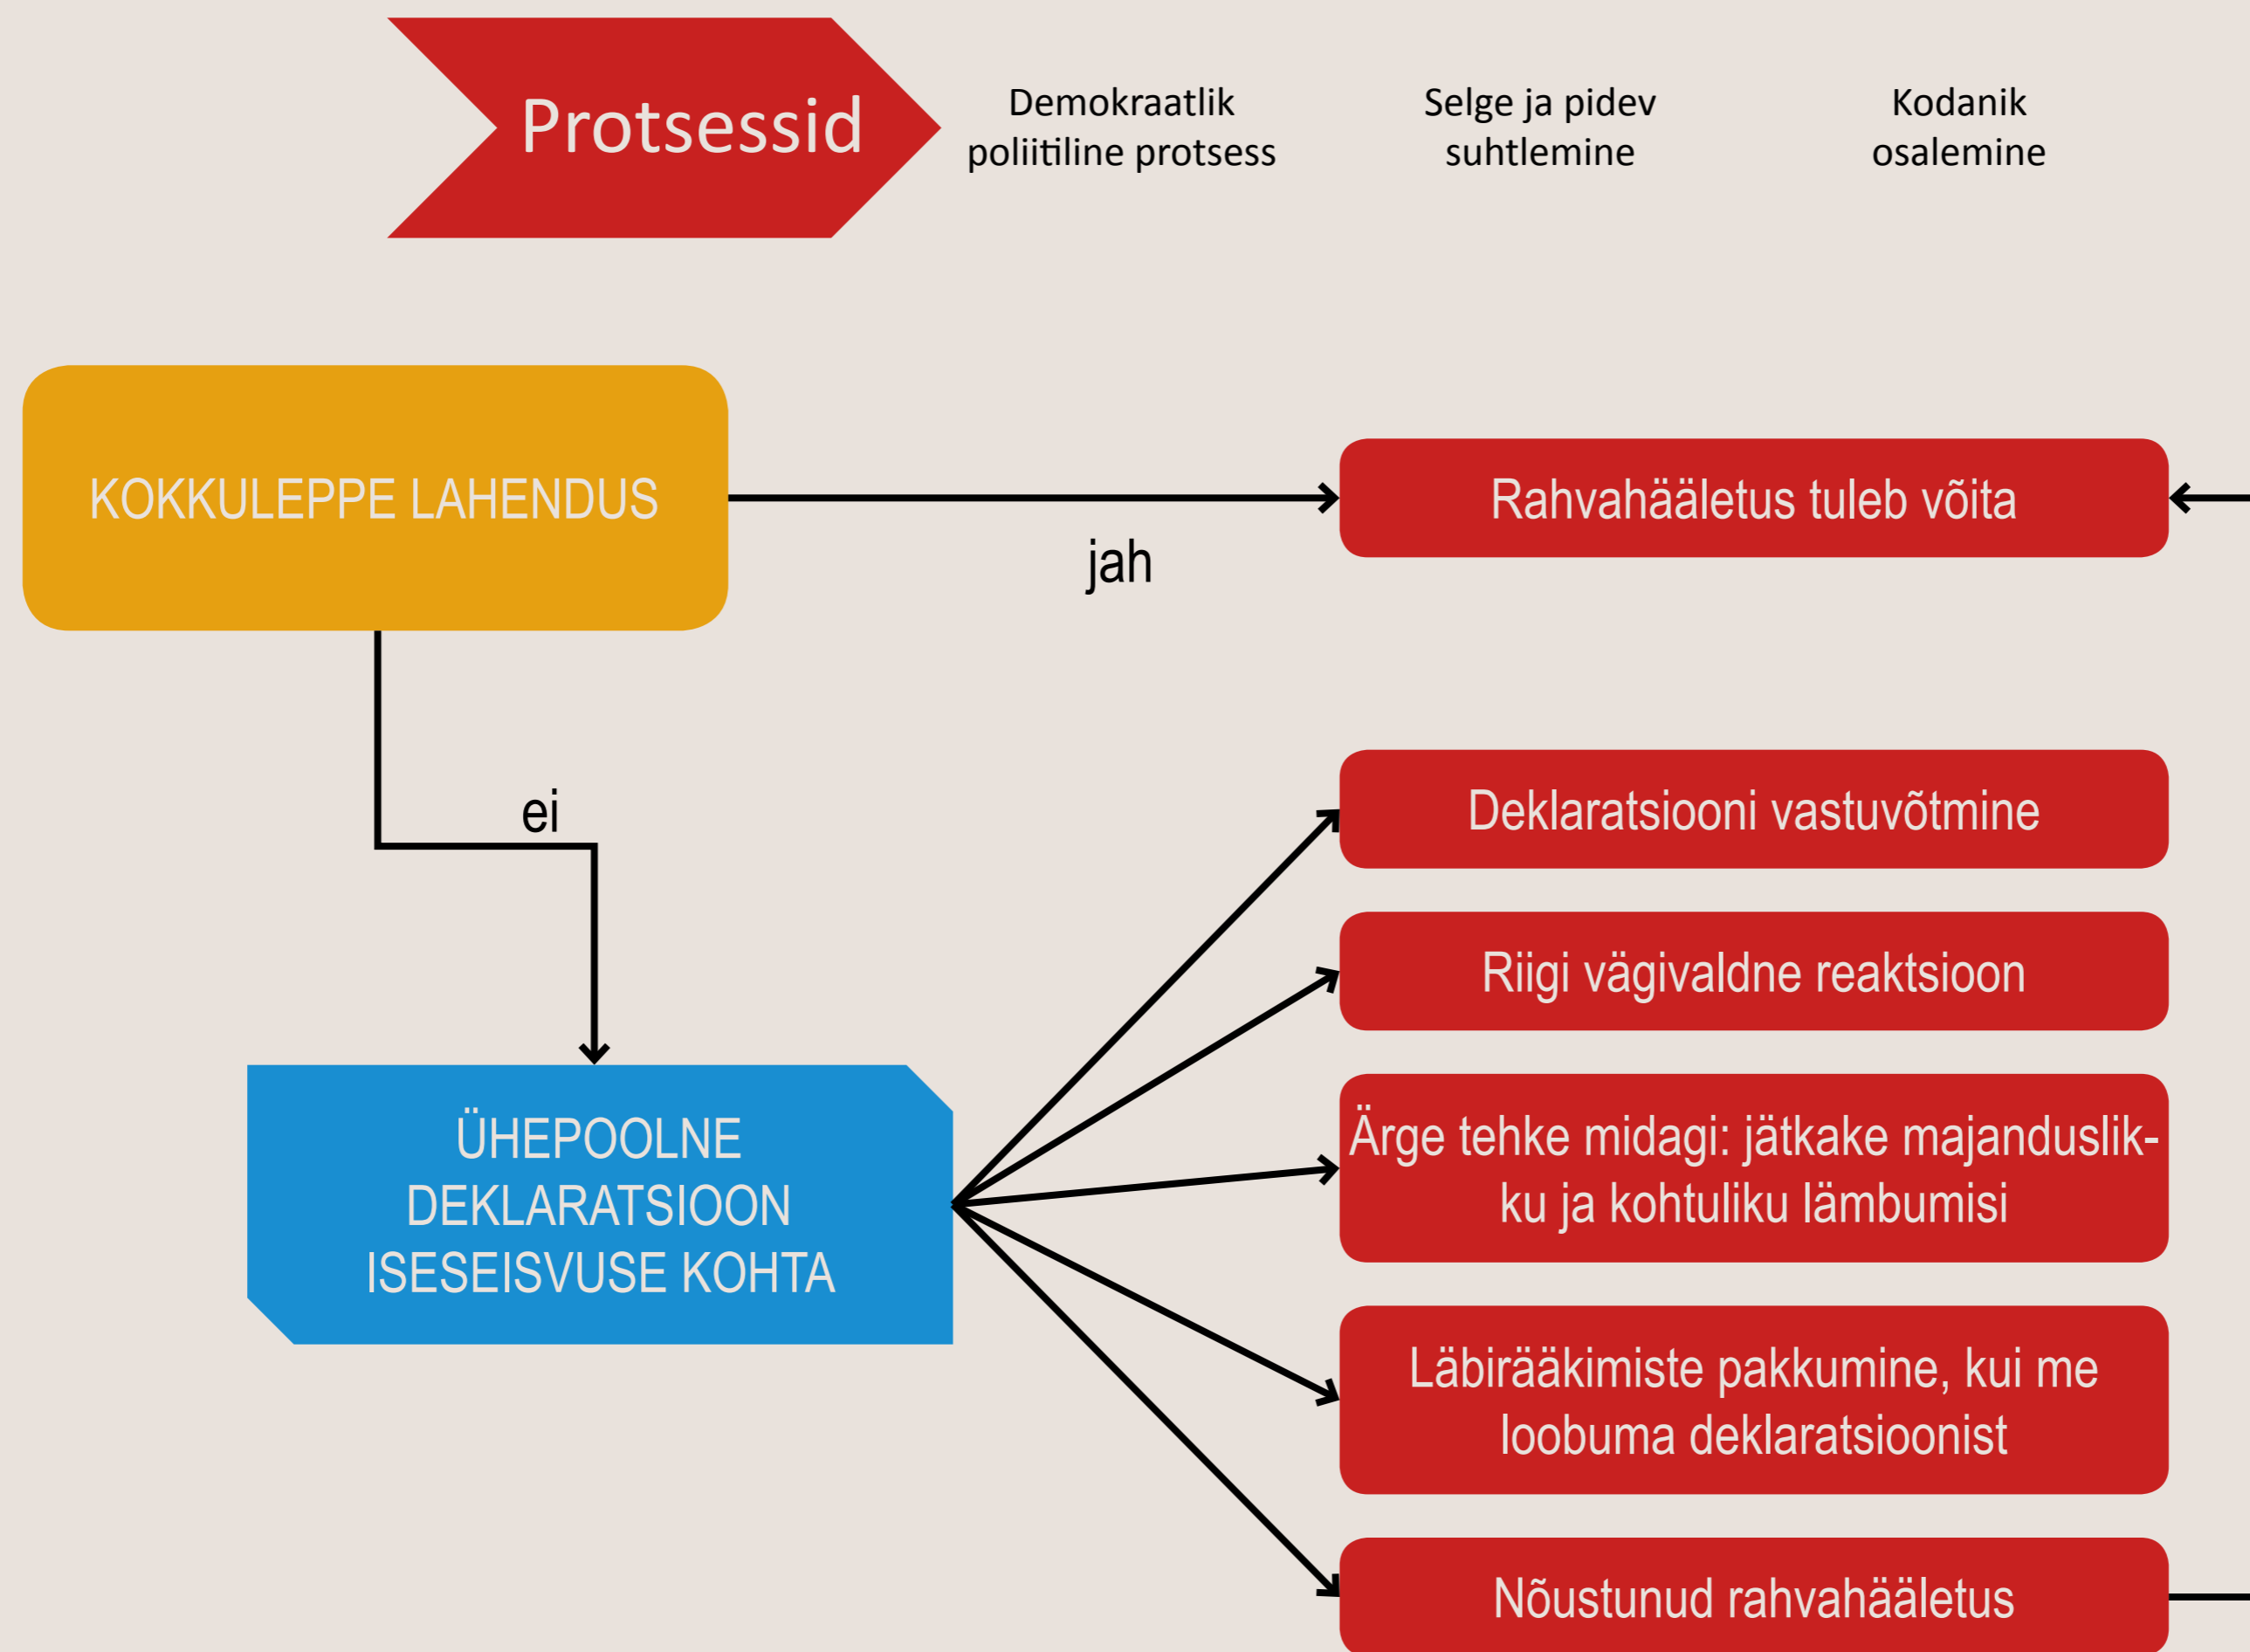 Protsessid
Demokraatlik
poliitiline protsess
Selge ja pidev
suhtlemine
Kodanik
osalemine
KOKKULEPPE LAHENDUS
jah
Rahvahääletus tuleb võita
ei
ÜHEPOOLNE
DEKLARATSIOON
ISESEISVUSE KOHTA
Deklaratsiooni vastuvõtmine
Riigi vägivaldne reaktsioon
Ärge tehke midagi: jätkake majanduslik-
ku ja kohtuliku lämbumisi
Läbirääkimiste pakkumine, kui me
loobuma deklaratsioonist
Nõustunud rahvahääletus